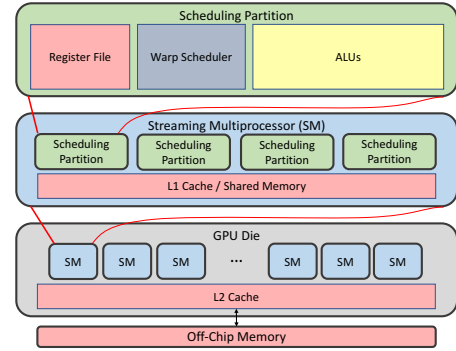 Scheduling Partition
Register File
Warp Scheduler
ALUs
Streaming Multiprocessor (SM)
Scheduling
Partition
Scheduling
Partition
Scheduling
Partition
Scheduling
Partition
L1 Cache / Shared Memory
GPU Die
SM
SM
SM
...
SM
SM
SM
L2 Cache
Off-Chip Memory